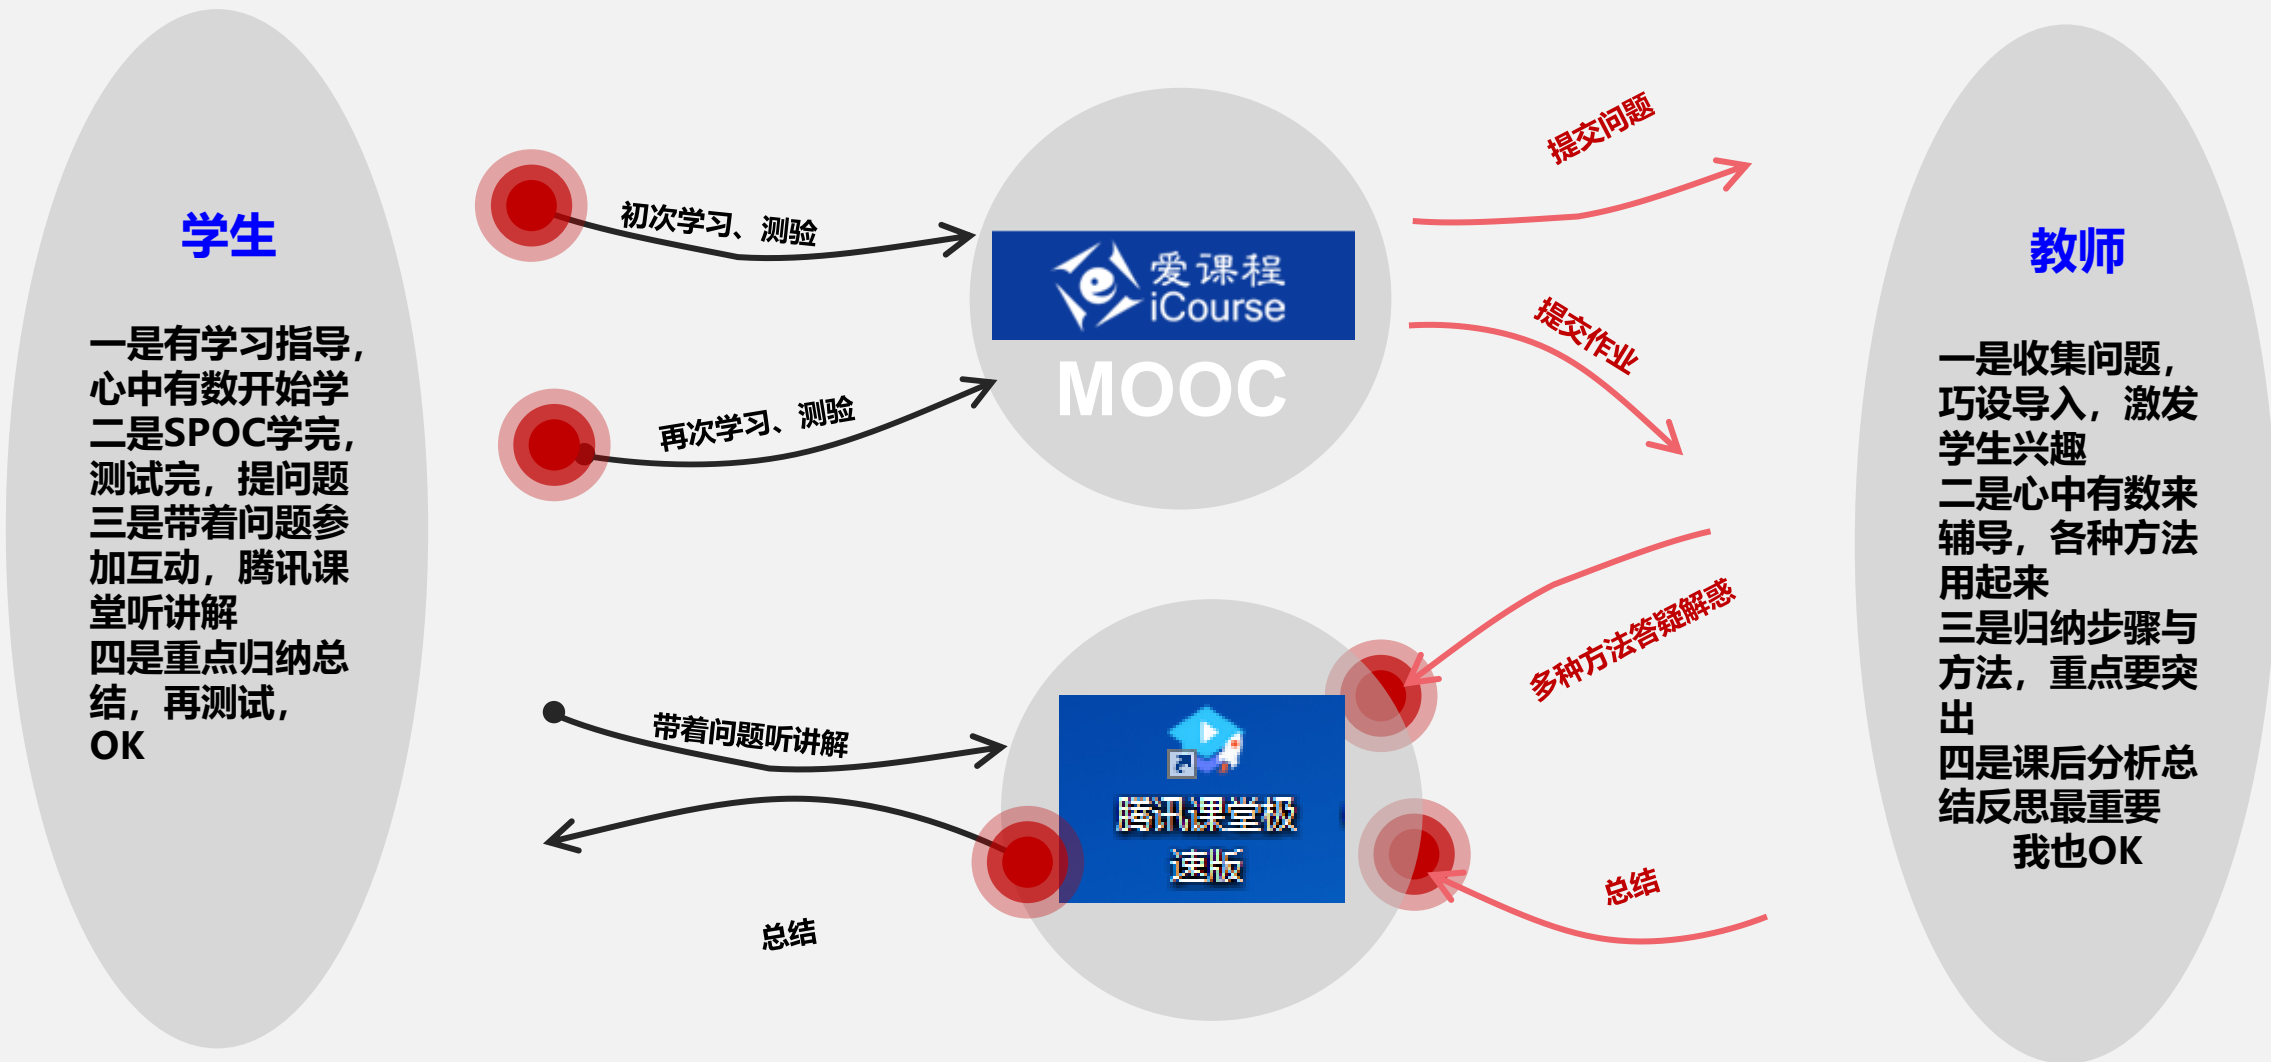 学生
一是有学习指导，
心中有数开始学
二是SPOC学完，
测试完，提问题
三是带着问题参
加互动，腾讯课
堂听讲解
四是重点归纳总
结，再测试，
OK
初次学习、测验
再次学习、测验
带着问题听讲解
总结
爱课程
iCourse
MOOC
腾讯课堂极
速版
提交问题
提交作业
多种方法答疑解惑
总结
教师
一是收集问题，
巧设导入，激发
学生兴趣
二是心中有数来
辅导，各种方法
用起来
三是归纳步骤与
方法，重点要突
出
四是课后分析总
结反思最重要
我也OK